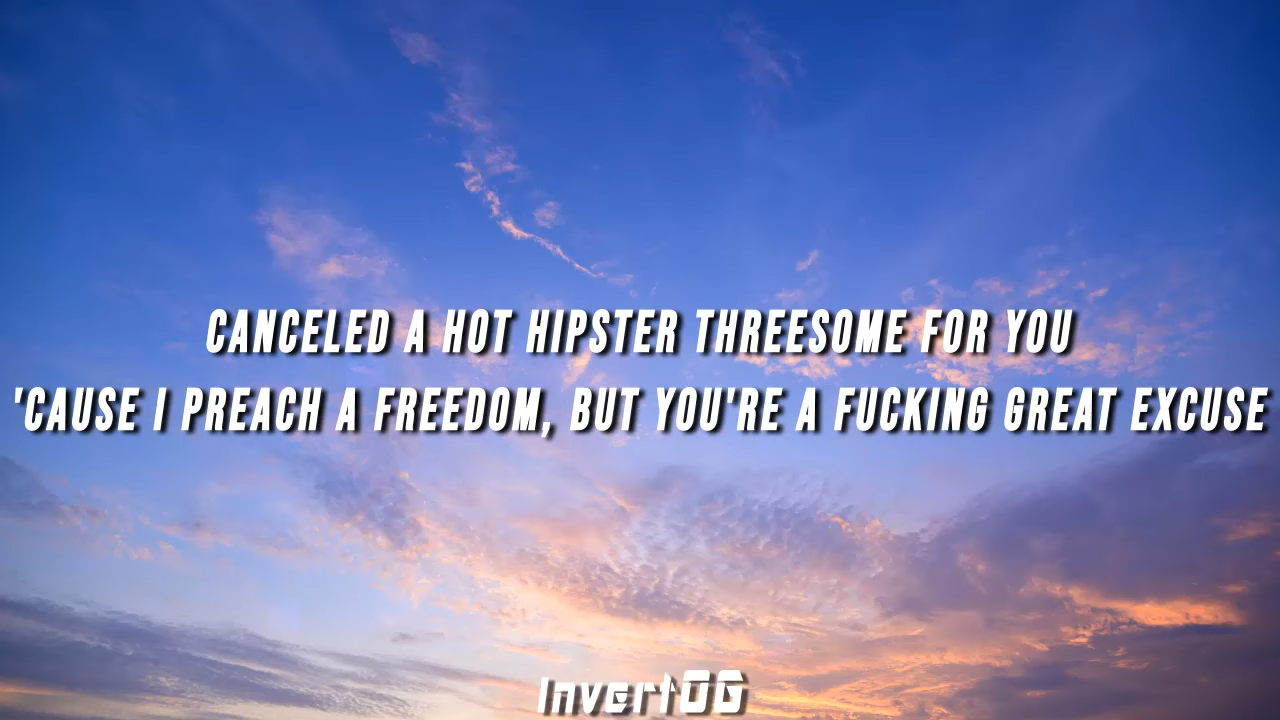 CANCELED A HOT HIPSTER THREESOME FOR YOU
'CAUSE I PREACH A FREEDOM, BUT YOU'RE A FUCKING GREAT EXCUSE
InvertOG